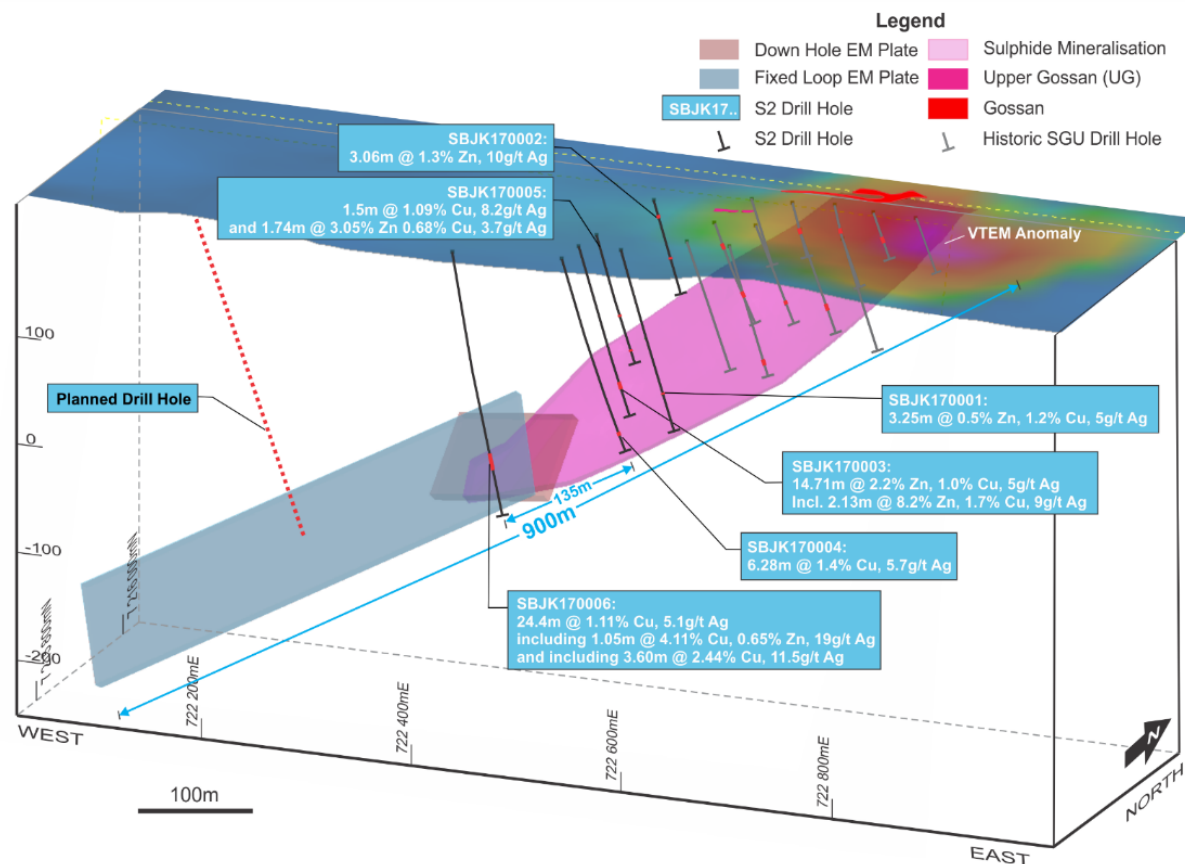 Legend
Down Hole EM Plate
Fixed Loop EM Plate
SBJK17.. S2 Drill Hole
S2 Drill Hole
Sulphide Mineralisation
Upper Gossan (UG)
Gossan
Historic SGU Drill Hole
SBJK170002:
3.06m @ 1.3% Zn, 10g/t Ag
SBJK170005:
1.5m @ 1.09% Cu, 8.2g/t Ag
and 1.74m @ 3.05% Zn 0.68% Cu, 3.7g/t Ag
VTEM Anomaly
Planned Drill Hole
SBJK170001:
3.25m @ 0.5% Zn, 1.2% Cu, 5g/t Ag
SBJK170003:
14.71m @ 2.2% Zn, 1.0% Cu, 5g/t Ag
Incl. 2.13m @ 8.2% Zn, 1.7% Cu, 9g/t Ag
135m
900m
SBJK170004:
6.28m @ 1.4% Cu, 5.7g/t Ag
SBJK170006:
24.4m @ 1.11% Cu, 5.1g/t Ag
including 1.05m @ 4.11% Cu, 0.65% Zn, 19g/t Ag
and including 3.60m @ 2.44% Cu, 11.5g/t Ag
100
0
-100
-200
722 200mE
722 400mE
722 600mE
722 800mE
WEST
EAST
NORTH
N
100m